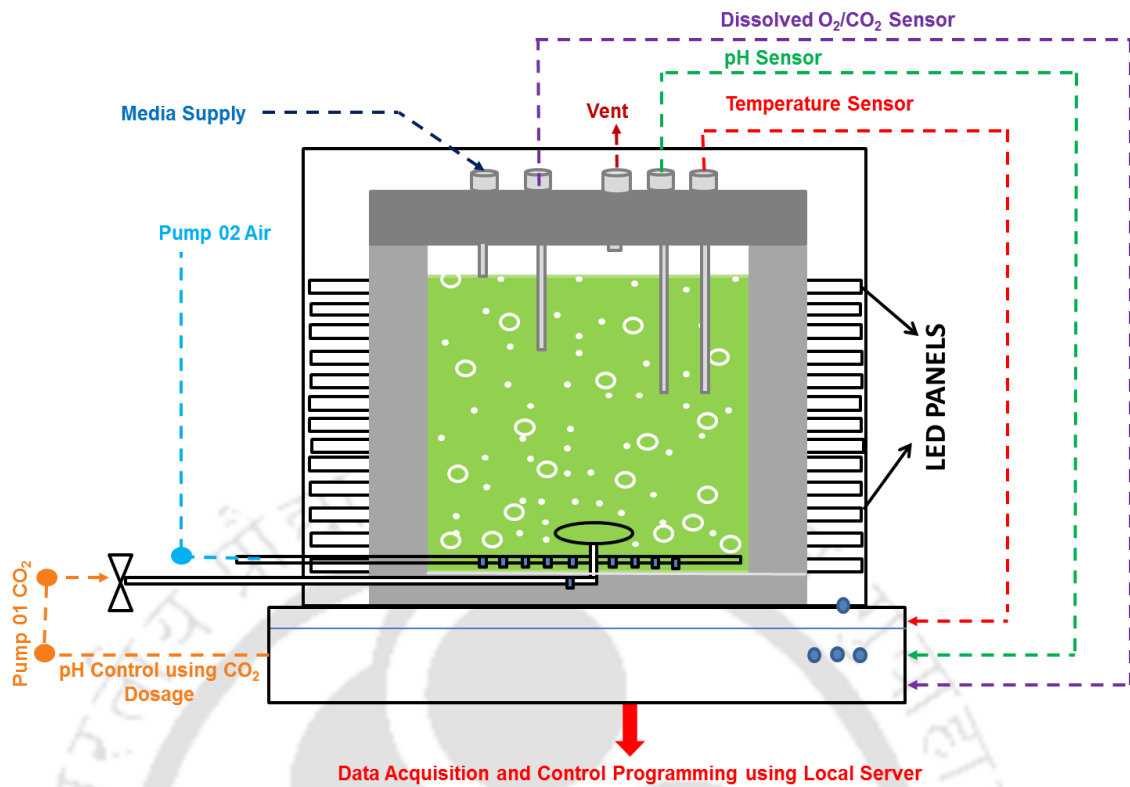 Dissolved O₂/CO₂ Sensor
pH Sensor
Media Supply
Vent
Temperature Sensor
Pump 02 Air
LED PANELS
Pump 01 CO₂
pH Control using CO₂
Dosage
Data Acquisition and Control Programming using Local Server